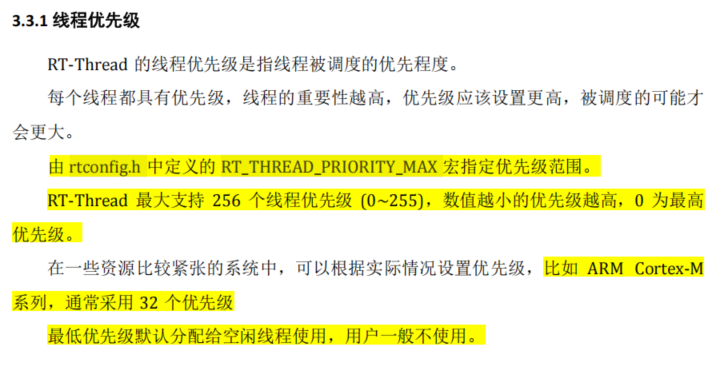 3.3.1 线程优先级
RT-Thread 的线程优先级是指线程被调度的优先程度。
每个线程都具有优先级，线程的重要性越高，优先级应该设置更高，被调度的可能才
会更大。
由 rtconfig.h 中定义的 RT_THREAD_PRIORITY_MAX 宏指定优先级范围。
RT-Thread 最大支持 256 个线程优先级 (0~255)，数值越小的优先级越高，0 为最高
优先级。
在一些资源比较紧张的系统中，可以根据实际情况设置优先级，比如 ARM Cortex-M
系列，通常采用 32 个优先级
最低优先级默认分配给空闲线程使用，用户一般不使用。